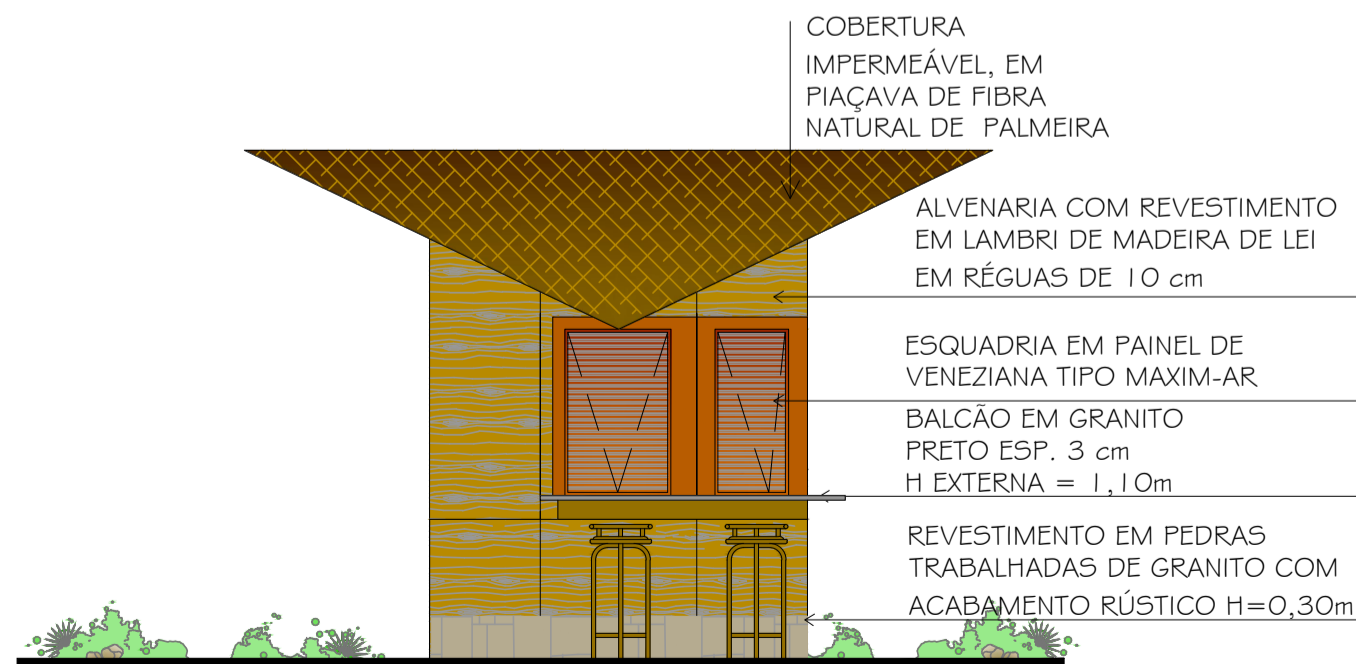 COBERTURA
IMPERMEÁVEL, EM
PIAÇAVA DE FIBRA
NATURAL DE PALMEIRA
ALVENARIA COM REVESTIMENTO
EM LAMBRI DE MADEIRA DE LEI
EM RÉGUAS DE 10 cm
ESQUADRIA EM PAINEL DE
VENEZIANA TIPO MAXIM-AR
BALCÃO EM GRANITO
PRETO ESP. 3 cm
H EXTERNA = 1,10m
REVESTIMENTO EM PEDRAS
TRABALHADAS DE GRANITO COM
ACABAMENTO RÚSTICO H=0,30m